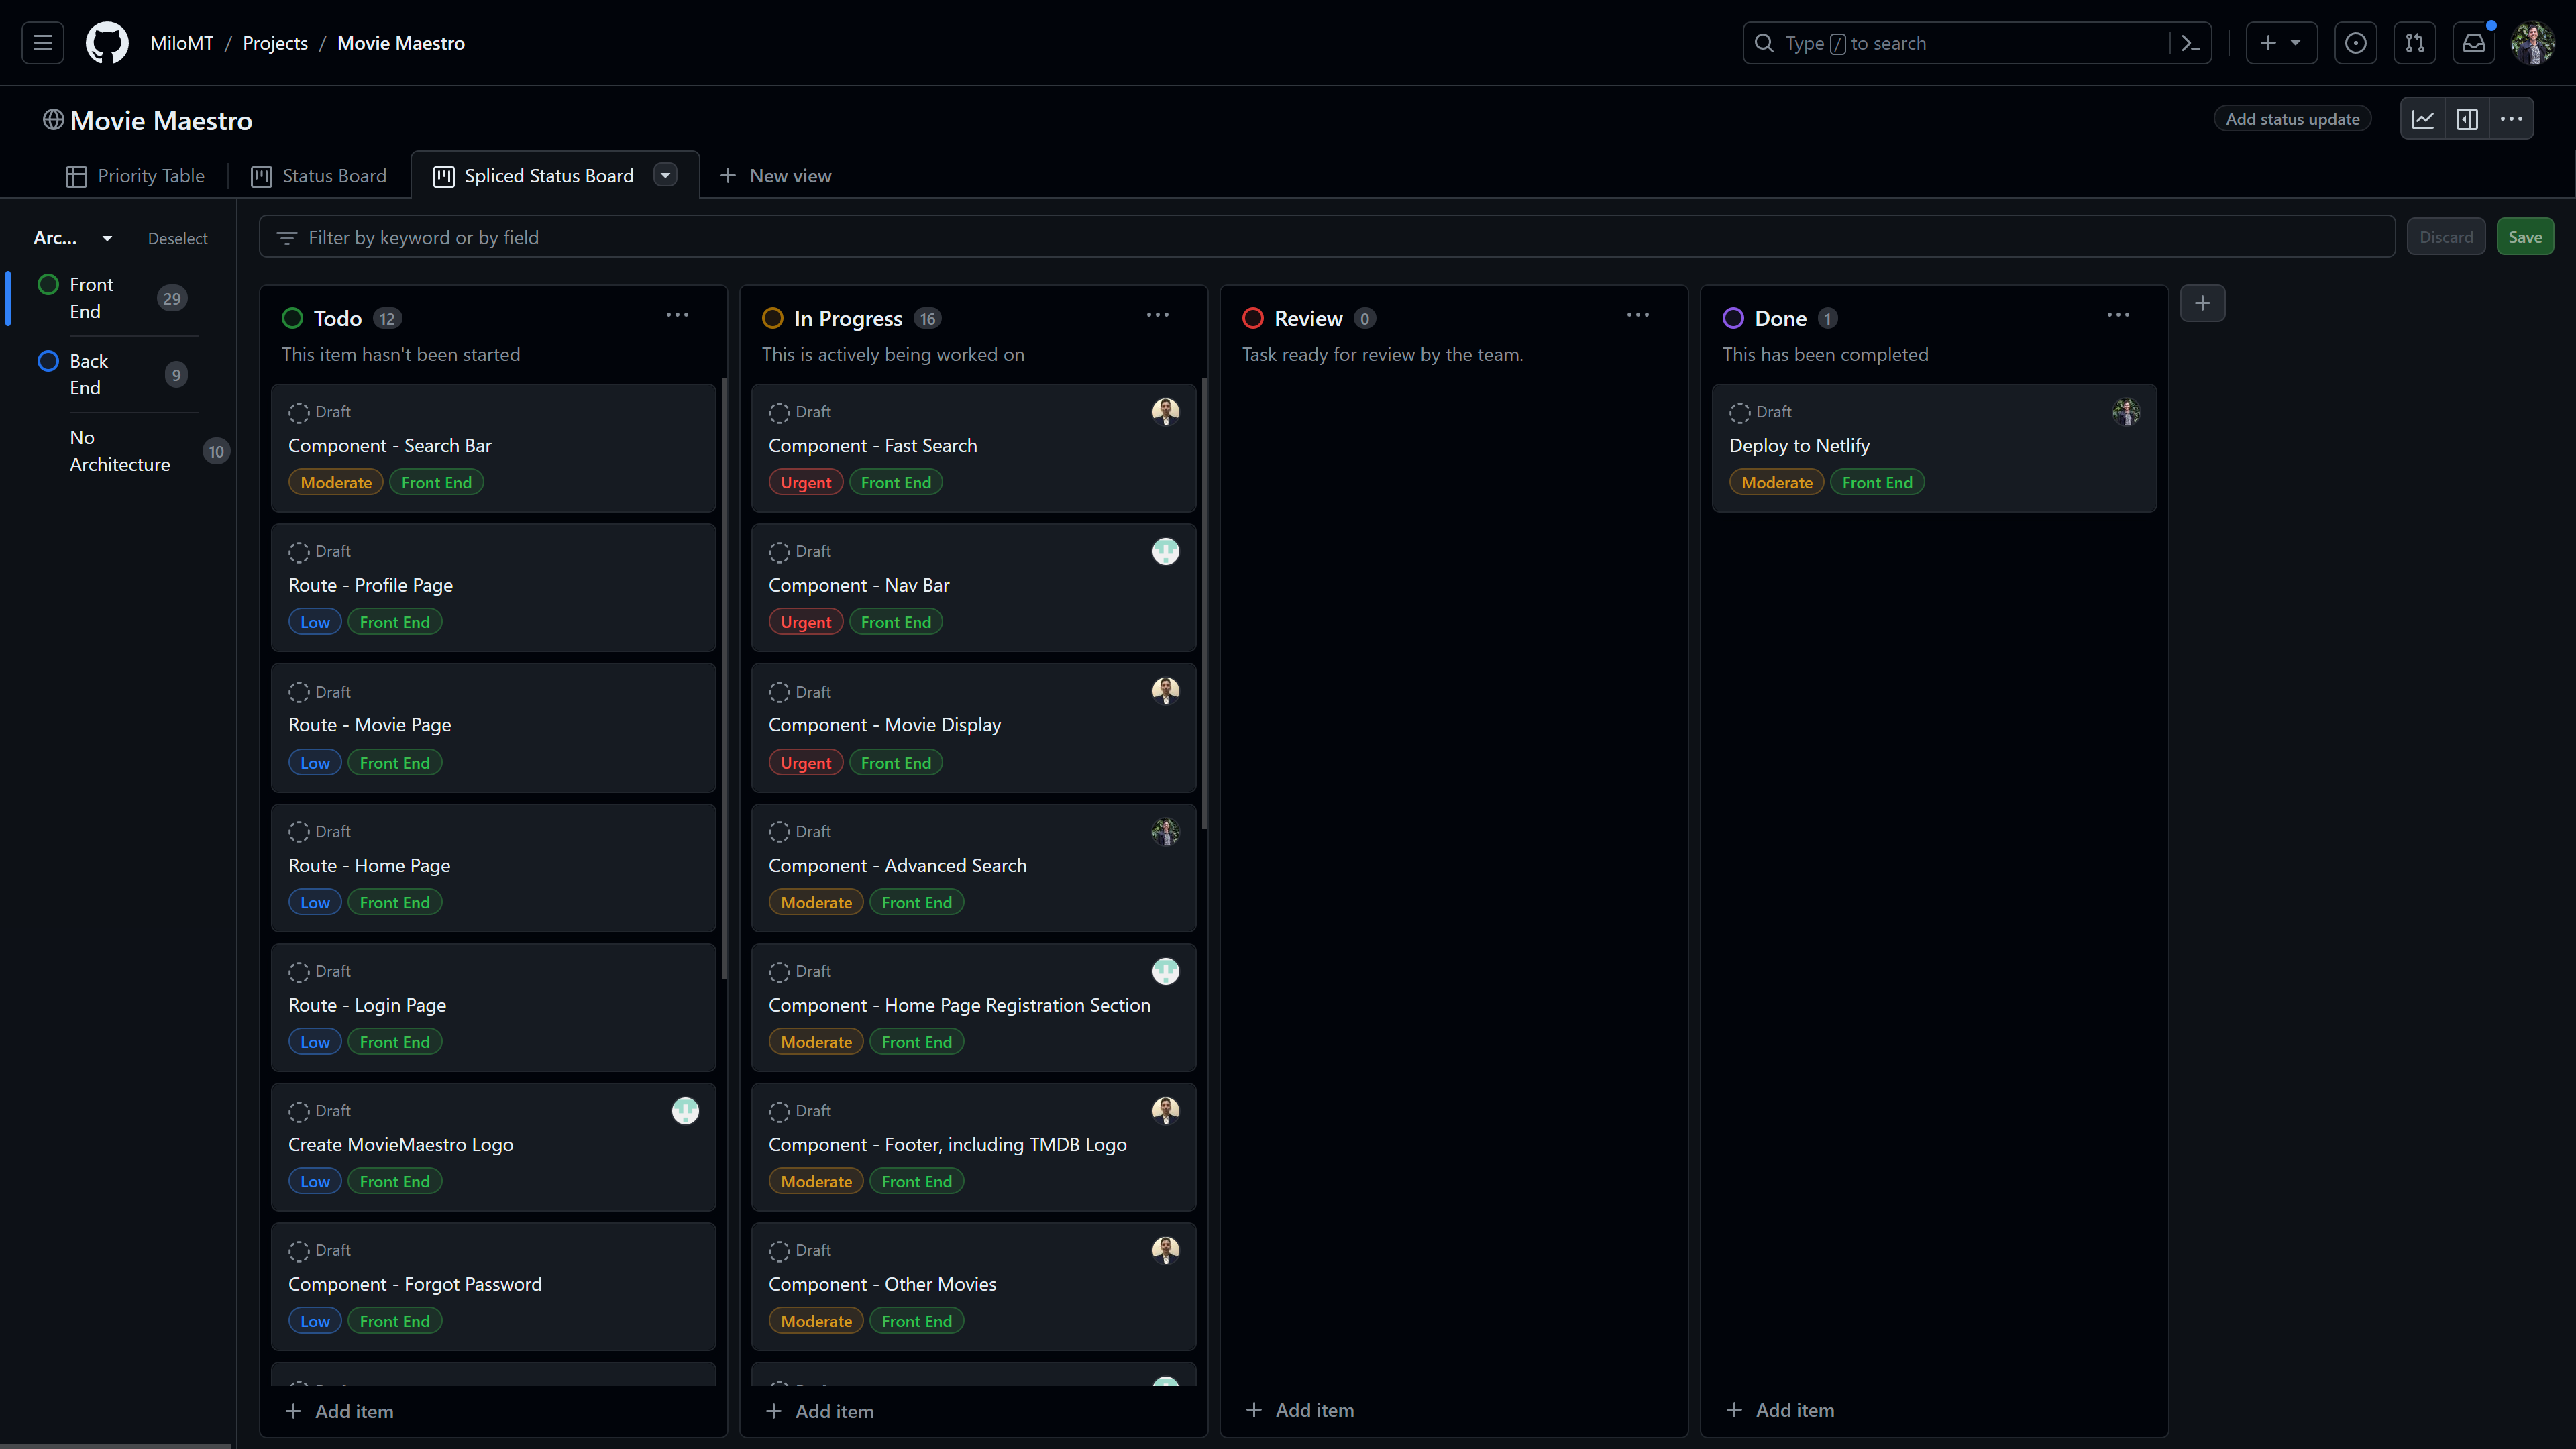 MiloMT / Projects / Movie Maestro
Type / to search
Movie Maestro
Add status update
Priority Table
Status Board
Spliced Status Board
New view
Arc...
Deselect
Front
End
29
Back
End
9
No
Architecture
10
Filter by keyword or by field
Discard
Save
Todo 12
This item hasn't been started
Draft
Component - Search Bar
Moderate Front End
Draft
Route - Profile Page
Low Front End
Draft
Route - Movie Page
Low Front End
Draft
Route - Home Page
Low Front End
Draft
Route - Login Page
Low Front End
Draft
Create MovieMaestro Logo
Low Front End
Draft
Component - Forgot Password
Low Front End
Add item
In Progress 16
This is actively being worked on
Draft
Component - Fast Search
Urgent Front End
Draft
Component - Nav Bar
Urgent Front End
Draft
Component - Movie Display
Urgent Front End
Draft
Component - Advanced Search
Moderate Front End
Draft
Component - Home Page Registration Section
Moderate Front End
Draft
Component - Footer, including TMDB Logo
Moderate Front End
Draft
Component - Other Movies
Moderate Front End
Add item
Review 0
Task ready for review by the team.
Add item
Done 1
This has been completed
Draft
Deploy to Netlify
Moderate Front End
Add item